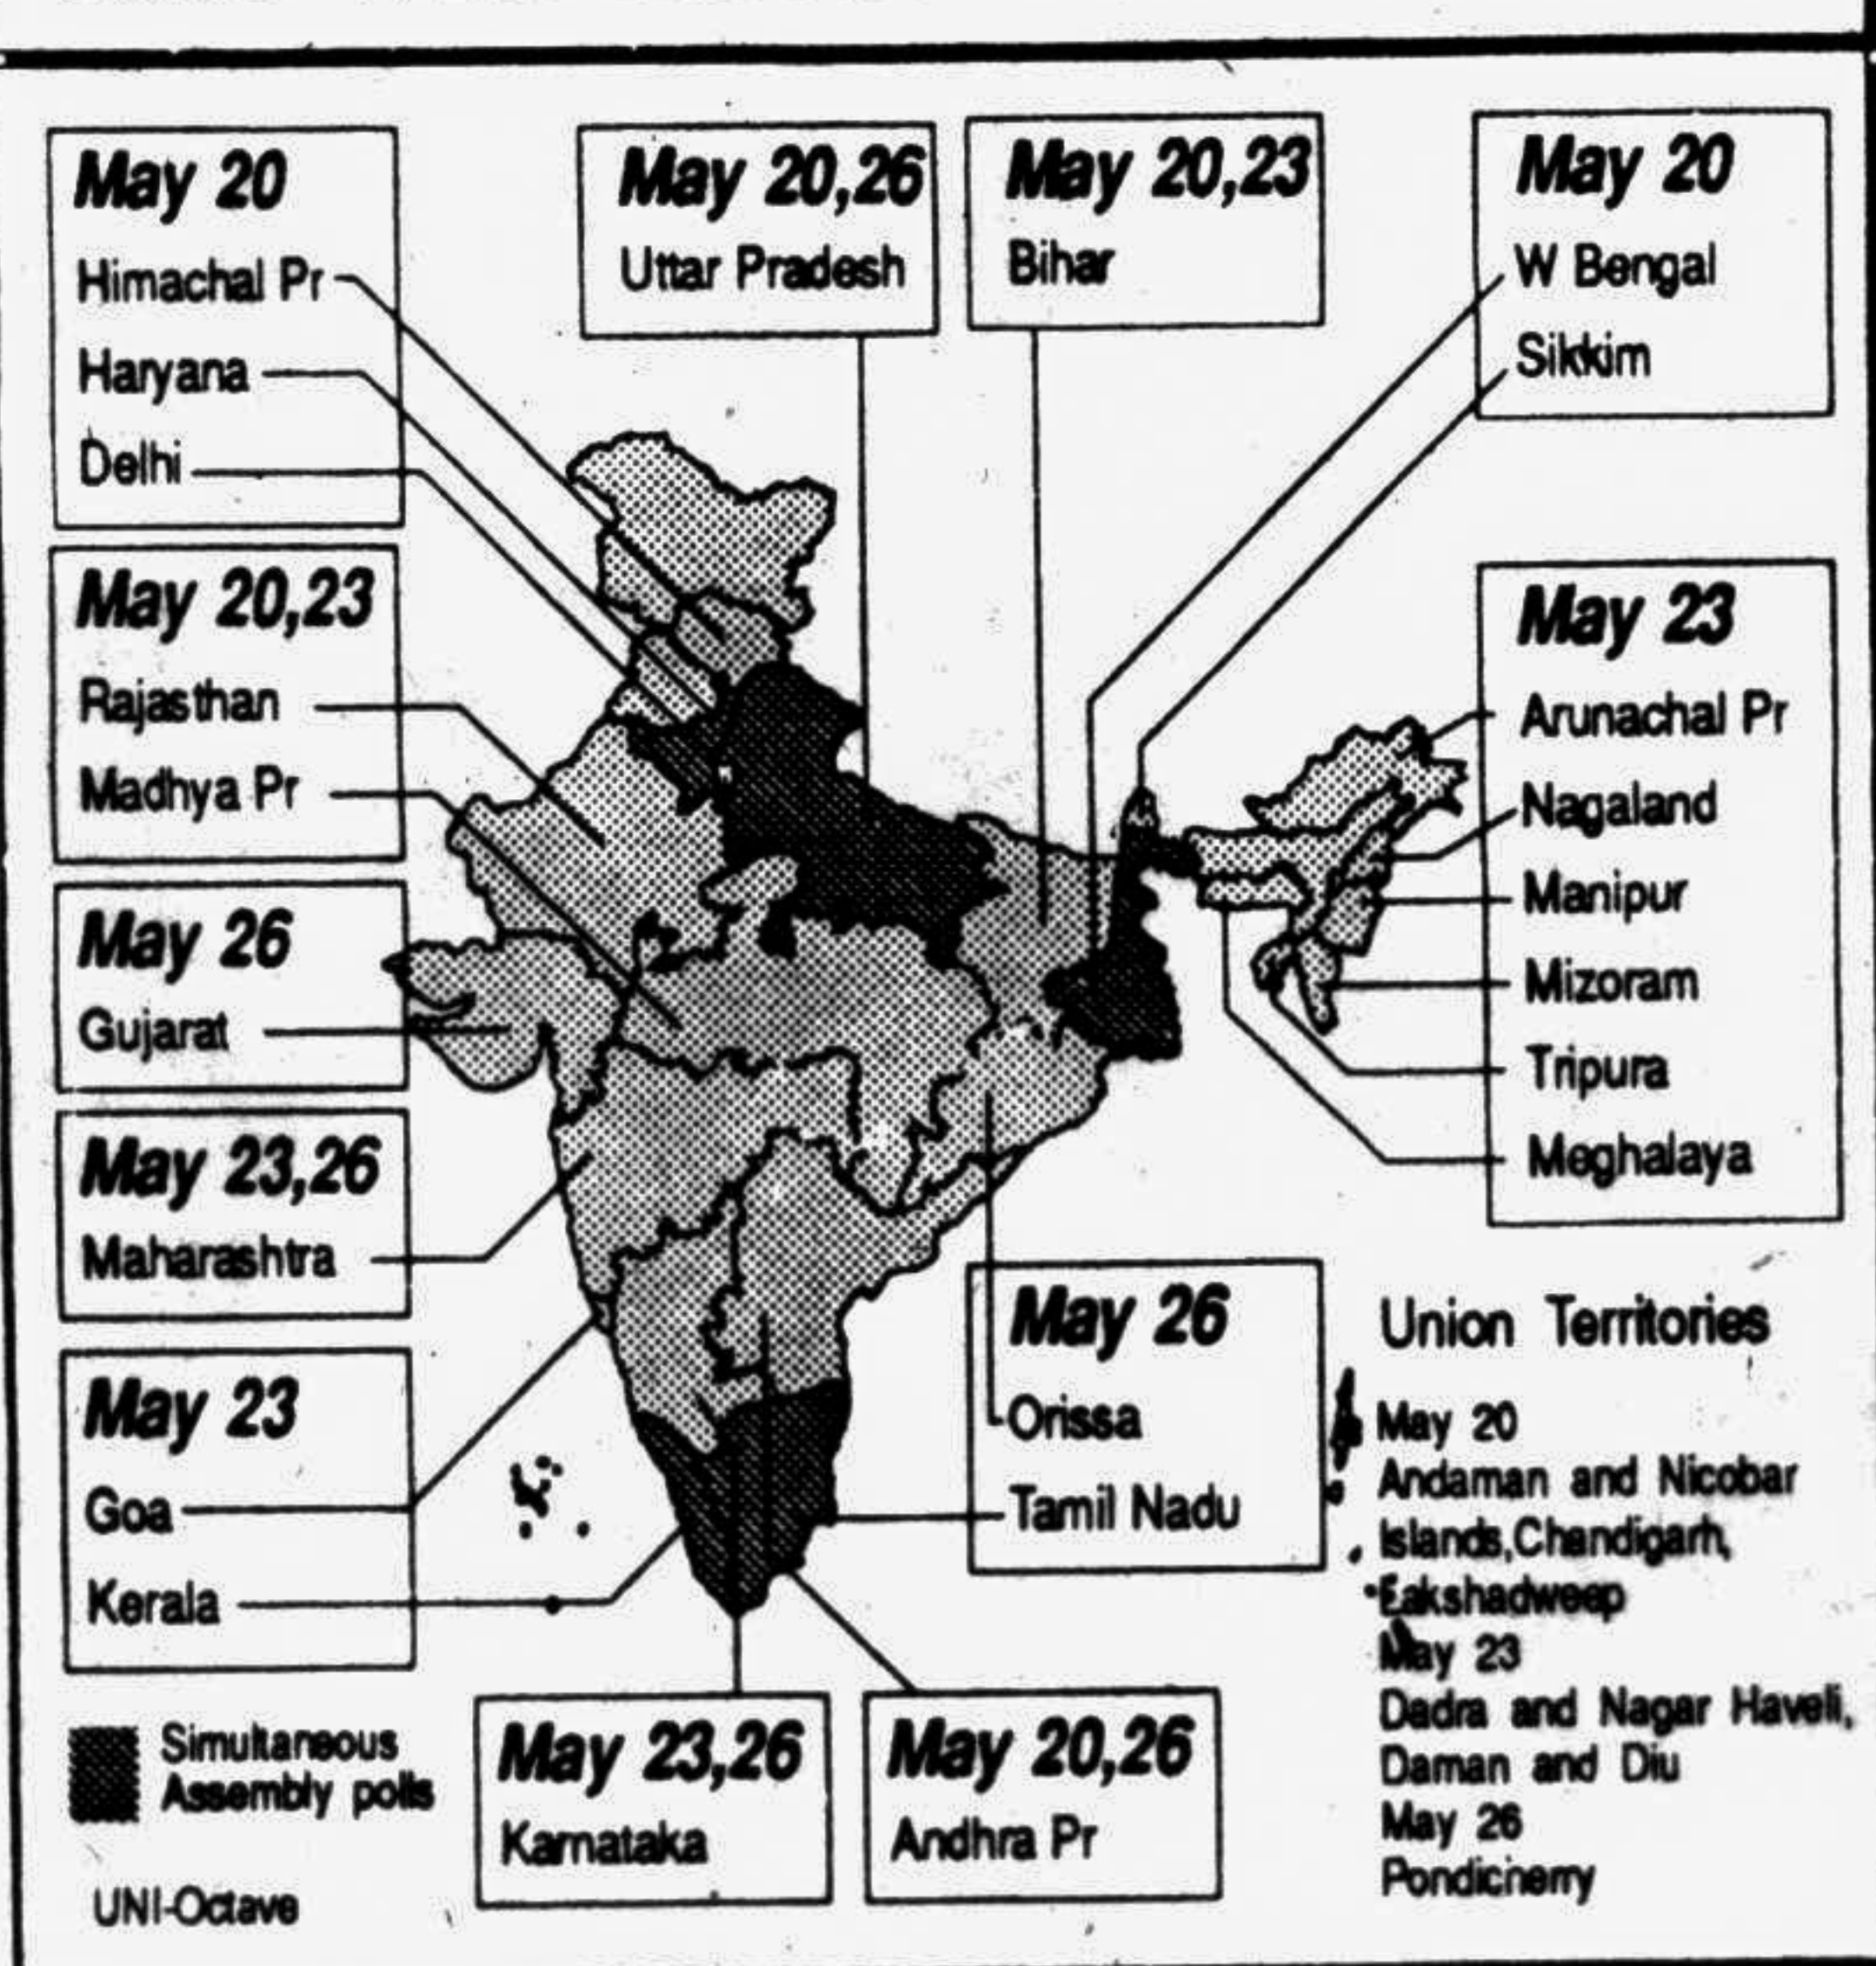 May 20
Himachal Pr
Haryana
Delhi
May 20,23
Rajasthan
Madhya Pr
May 26
Gujarat
May 23,26
Maharashtra
May 23
Goa
Kerala
Simultaneous
Assembly polls
UNI-Octave
May 20,26
Uttar Pradesh
May 20,23
Bihar
May 20
W Bengal
Sikkim
May 23
Arunachal Pr
Nagaland
Manipur
Mizoram
Tripura
Meghalaya
May 26
Orissa
Tamil Nadu
May 23,26
Karnataka
May 20,26
Andhra Pr
Union Territories
May 20
Andaman and Nicobar
Islands,Chandigarh,
Lakshadweep
May 23
Dadra and Nagar Haveli,
Daman and Diu
May 26
Pondicherry